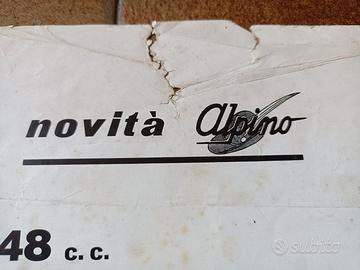 novità alpino
48 c. c.
subito